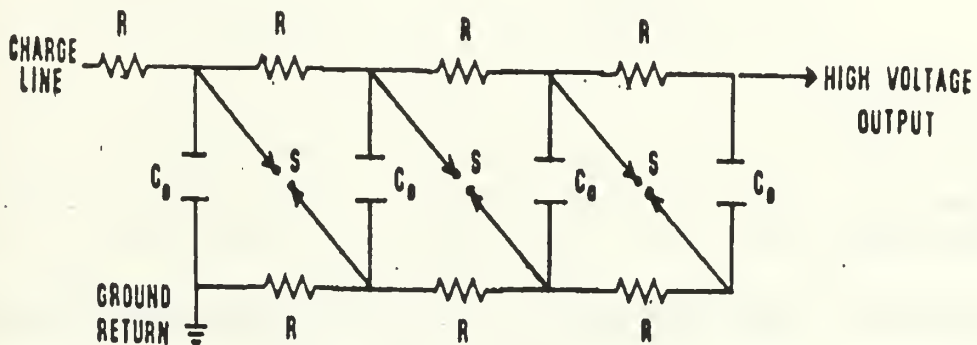 R
R
R
R
CHARGE
LINE
HIGH VOLTAGE
OUTPUT
C₀
S
C₀
S
C₀
S
C₀
GROUND
RETURN
R
R
R